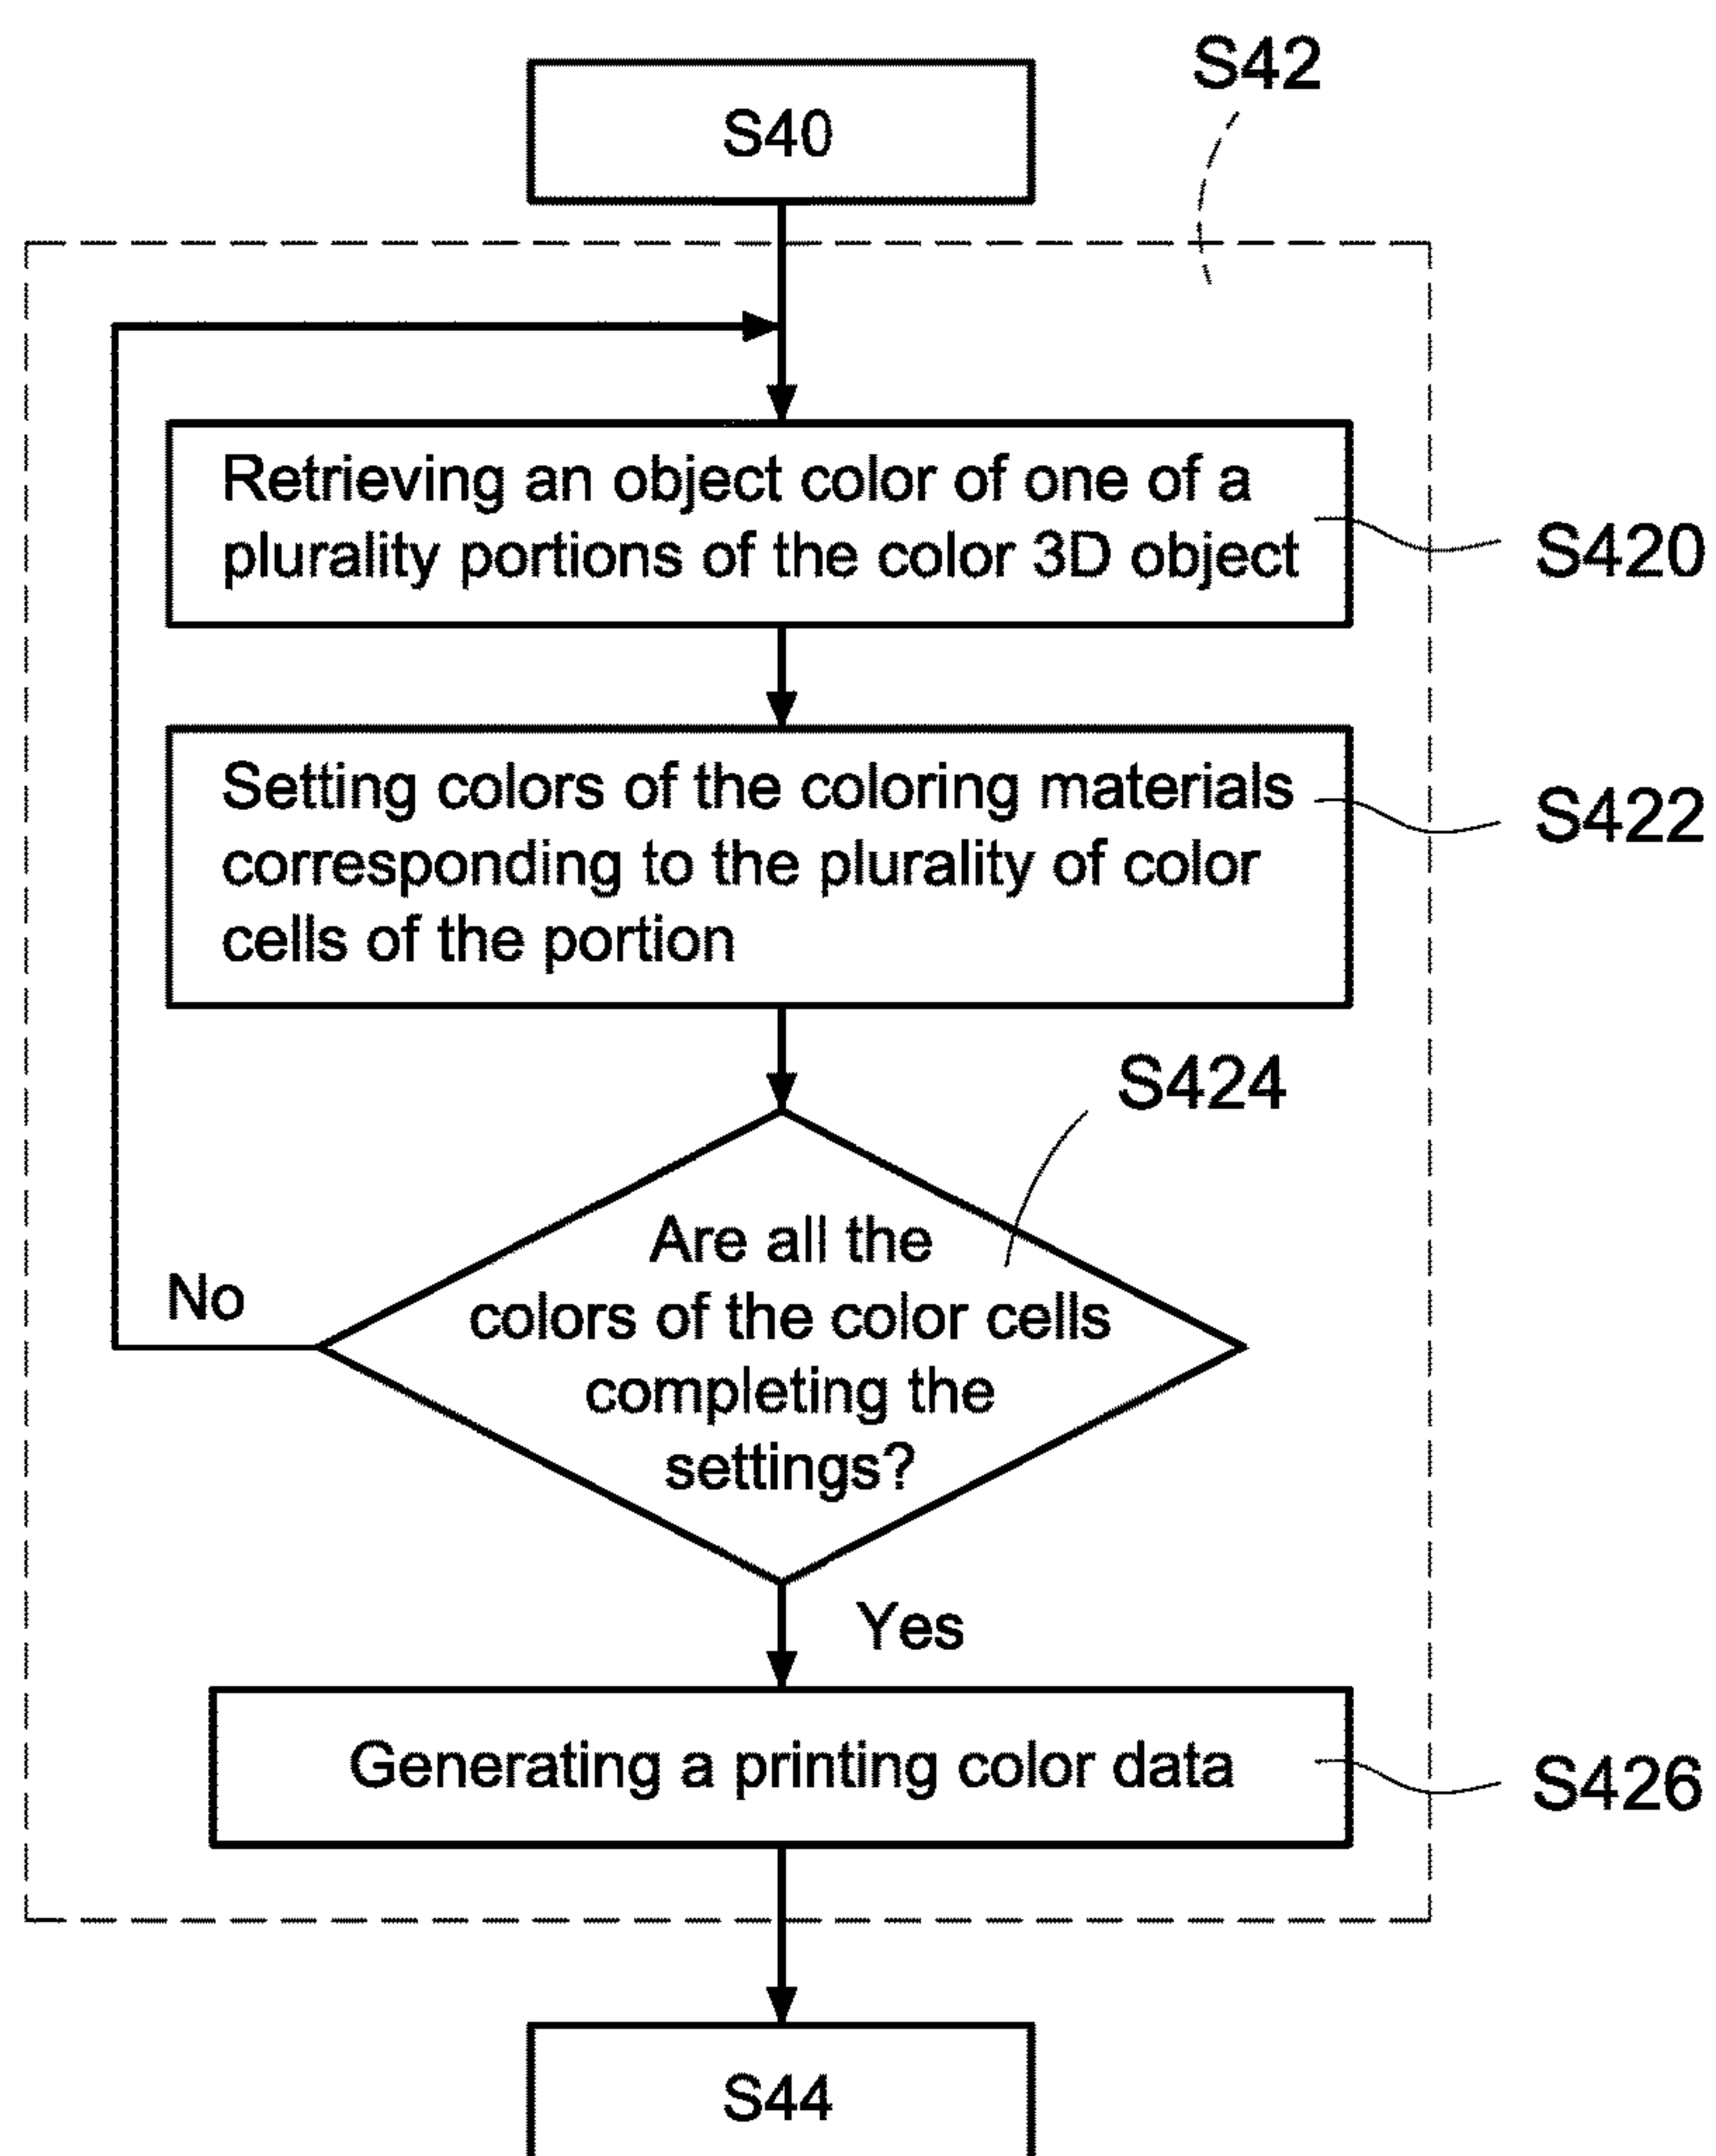 S42
S40
Retrieving an object color of one of a
plurality portions of the color 3D object
S420
Setting colors of the coloring materials
corresponding to the plurality of color
cells of the portion
S422
S424
Are all the
colors of the color cells
completing the
settings?
No
Yes
Generating a printing color data
S426
S44